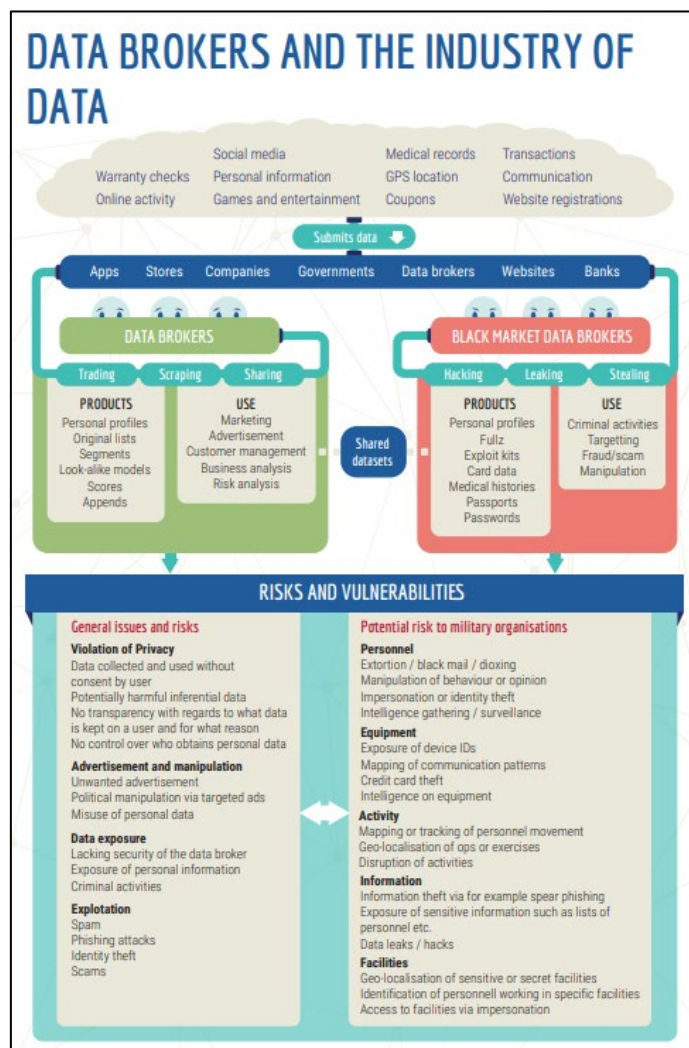 DATA BROKERS AND THE INDUSTRY OF
DATA
Social media
Medical records
Transactions
Warranty checks
Personal information
GPS location
Communication
Online activity
Games and entertainment
Coupons
Website registrations
Submits data
Apps
Stores
Companies
Governments
Data brokers
Websites
Banks
DATA BROKERS
Trading
Scraping
Sharing
PRODUCTS
Personal profiles
Original lists
Segments
Look-alike models
Scores
Appends
USE
Marketing
Advertisement
Customer management
Business analysis
Risk analysis
Shared
datasets
BLACK MARKET DATA BROKERS
Hacking
Leaking
Stealing
PRODUCTS
Personal profiles
Fullz
Exploit kits
Card data
Medical histories
Passports
Passwords
USE
Criminal activities
Targetting
Fraud/scam
Manipulation
RISKS AND VULNERABILITIES
General issues and risks
Violation of Privacy
Data collected and used without
consent by user
Potentially harmful inferential data
No transparency with regards to what data
is kept on a user and for what reason
No control over who obtains personal data
Advertisement and manipulation
Unwanted advertisement
Political manipulation via targeted ads
Misuse of personal data
Data exposure
Lacking security of the data broker
Exposure of personal information
Criminal activities
Explotation
Spam
Phishing attacks
Identity theft
Scams
Potential risk to military organisations
Personnel
Extortion / black mail / dioxing
Manipulation of behaviour or opinion
Impersonation or identity theft
Intelligence gathering / surveillance
Equipment
Exposure of device IDs
Mapping of communication patterns
Credit card theft
Intelligence on equipment
Activity
Mapping or tracking of personnel movement
Geo-localisation of ops or exercises
Disruption of activities
Information
Information theft via for example spear phishing
Exposure of sensitive information such as lists of
personnel etc.
Data leaks / hacks
Facilities
Geo-localisation of sensitive or secret facilities
Identification of personnell working in specific facilities
Access to facilities via impersonation